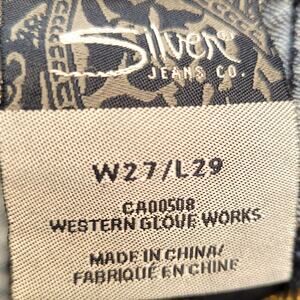 Silver
JEANS CO.
W27/L29
CA00508
WESTERN GLOVE WORKS
MADE IN CHINA/
FABRIQUÉ EN CHINE